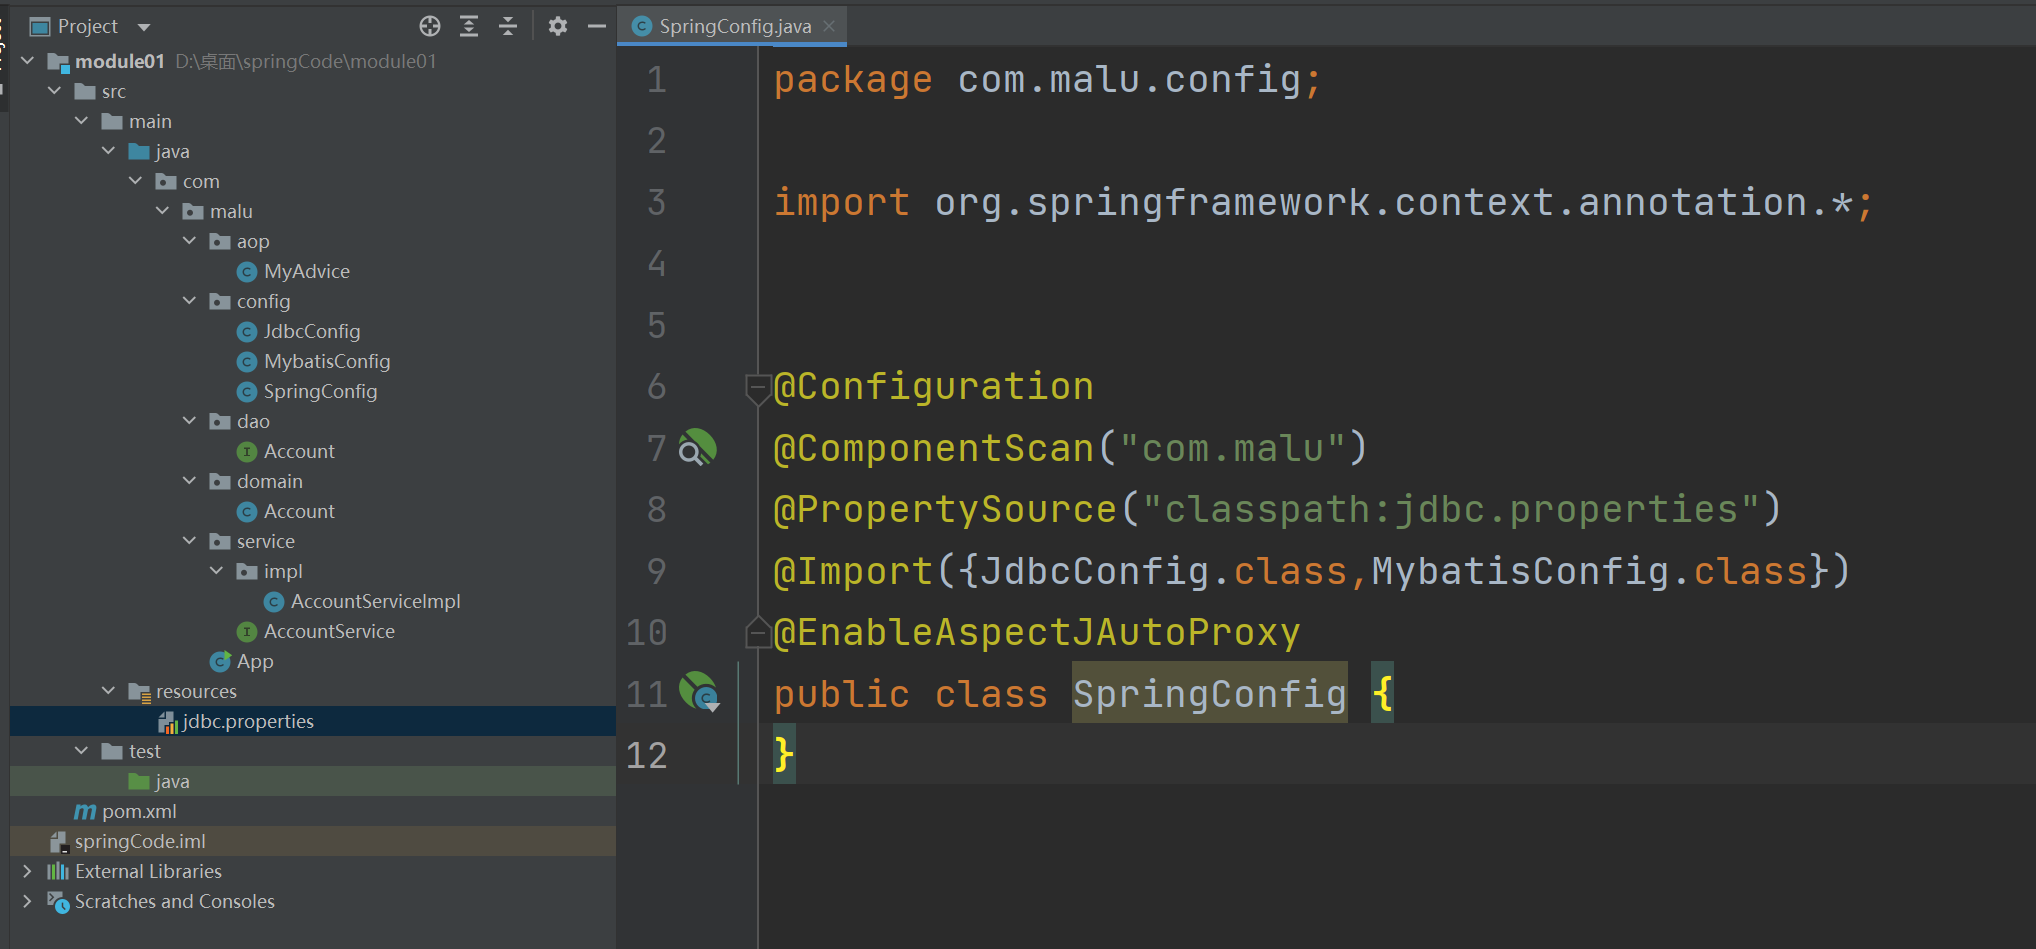 Project
module01 D:\桌面\springCode\module01
src
main
java
com
malu
aop
MyAdvice
config
JdbcConfig
MybatisConfig
SpringConfig
dao
Account
domain
Account
service
impl
AccountServiceImpl
AccountService
App
resources
jdbc.properties
test
java
pom.xml
springCode.iml
External Libraries
Scratches and Consoles
SpringConfig.java
1 package com.malu.config;
2
3 import org.springframework.context.annotation.*;
4
5
6 @Configuration
7 @ComponentScan("com.malu")
8 @PropertySource("classpath:jdbc.properties")
9 @Import({JdbcConfig.class,MybatisConfig.class})
10 @EnableAspectJAutoProxy
11 public class SpringConfig {
12 }